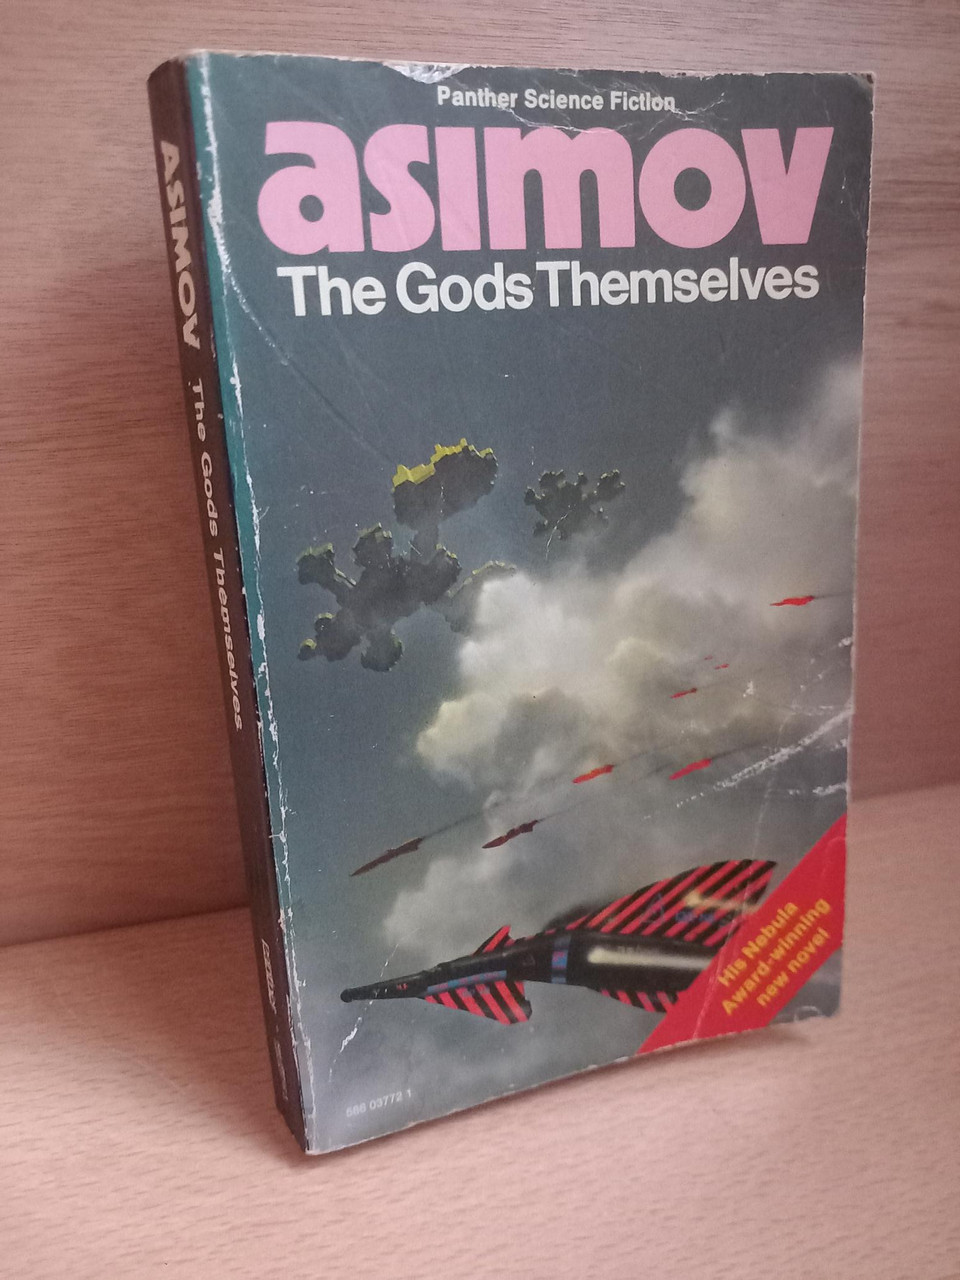 Panther Science Fiction
asimov
The Gods Themselves
His Nebula
Award-winning
new novel
586 03772 1
ASIMOV The Gods Themselves